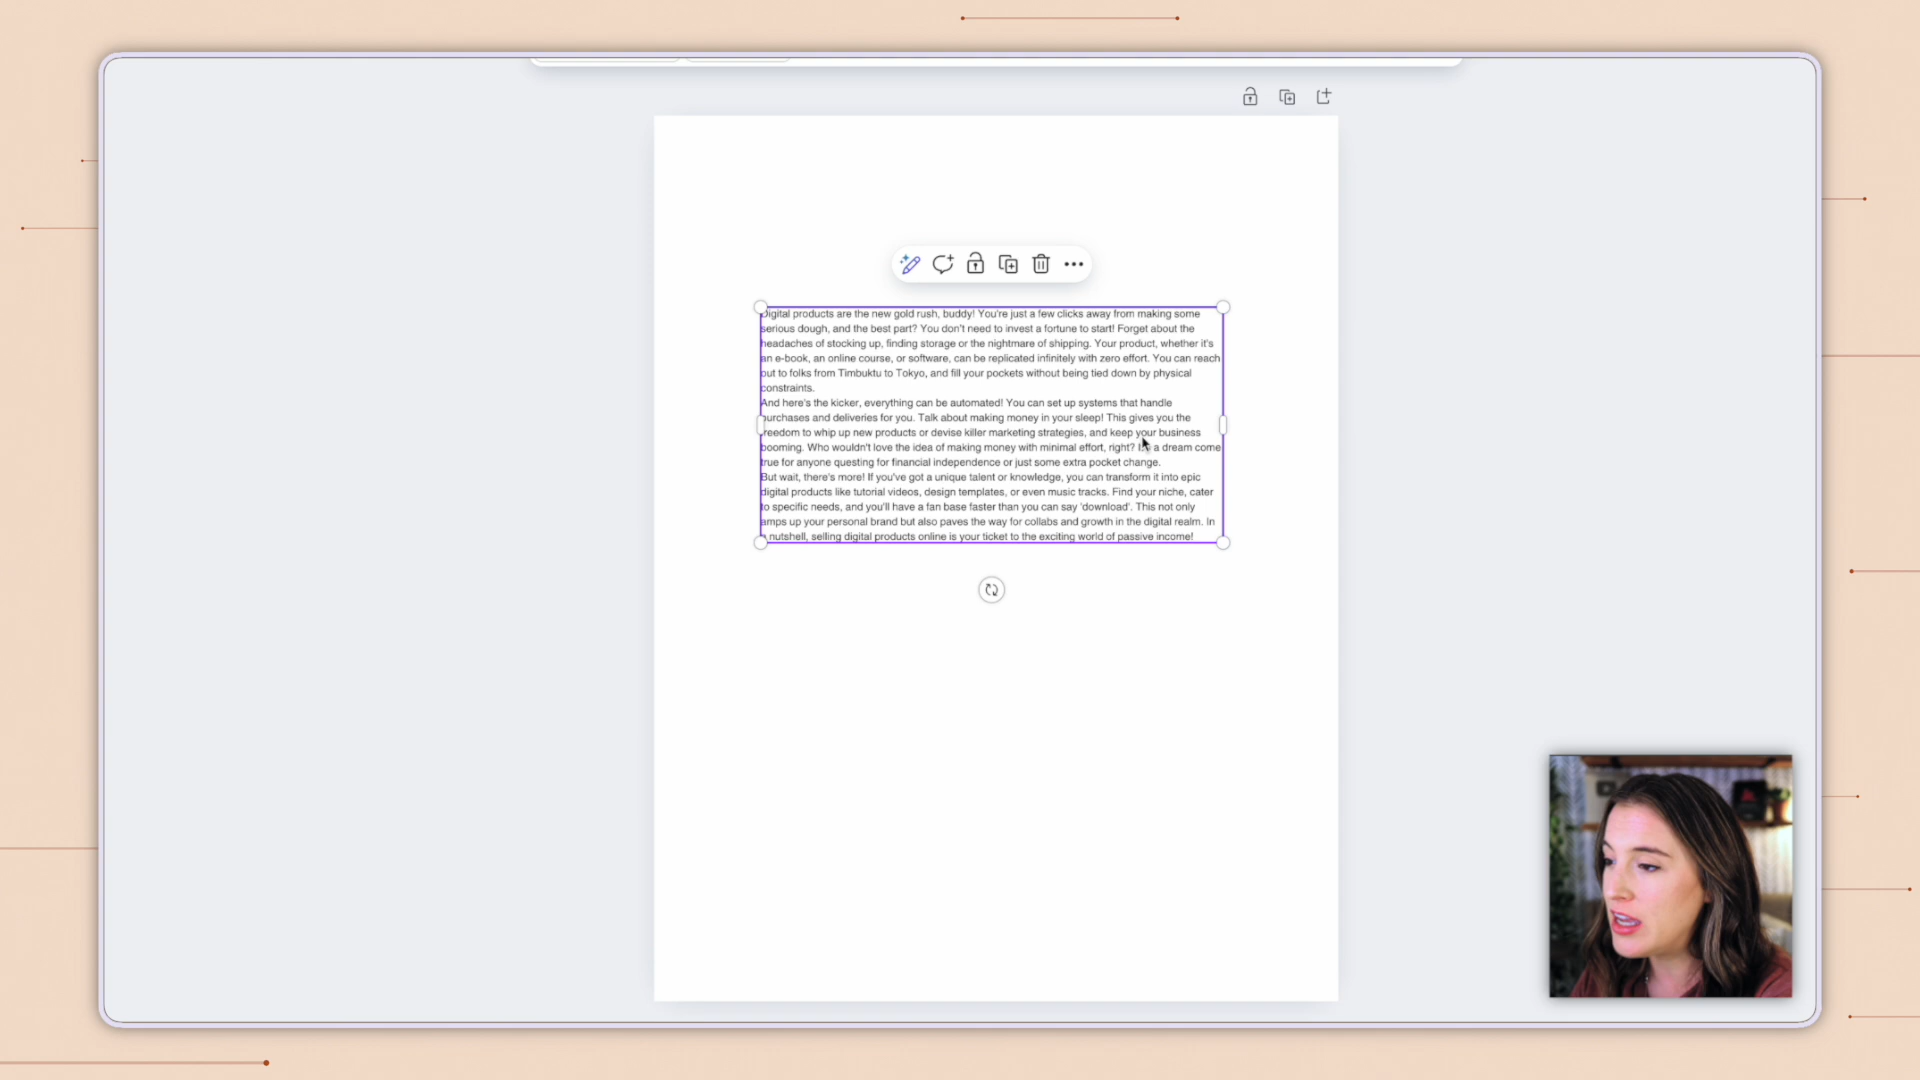 Digital products are the new gold rush, buddy! You're just a few clicks away from making some
serious dough, and the best part? You don't need to invest a fortune to start! Forget about the
headaches of stocking up, finding storage or the nightmare of shipping. Your product, whether it's
an e-book, an online course, or software, can be replicated infinitely with zero effort. You can reach
out to folks from Timbuktu to Tokyo, and fill your pockets without being tied down by physical
constraints.
And here's the kicker, everything can be automated! You can set up systems that handle
purchases and deliveries for you. Talk about making money in your sleep! This gives you the
freedom to whip up new products or devise killer marketing strategies, and keep your business
booming. Who wouldn't love the idea of making money with minimal effort, right? It's a dream come
true for anyone questing for financial independence or just some extra pocket change.
But wait, there's more! If you've got a unique talent or knowledge, you can transform it into epic
digital products like tutorial videos, design templates, or even music tracks. Find your niche, cater
to specific needs, and you'll have a fan base faster than you can say 'download'. This not only
amps up your personal brand but also paves the way for collabs and growth in the digital realm. In
a nutshell, selling digital products online is your ticket to the exciting world of passive income!